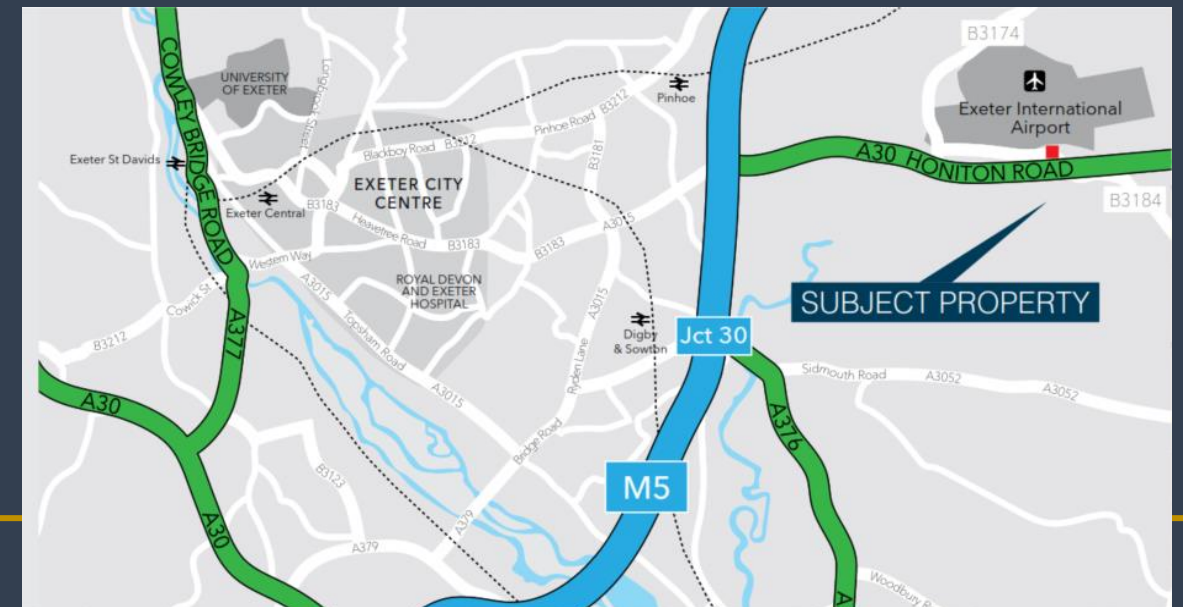 B3174
COWLEY BRIDGE ROAD
UNIVERSITY
OF EXETER
Longbrook Street
Pinhoe
Exeter International
Airport
Pinhoe Road B3212
Blackboy Road B3212
B3181
A30 HONITON ROAD
Exeter St Davids
EXETER CITY
CENTRE
B3184
Exeter Central
B3183
Heavetree Road
B3183
B3183
A3015
Western Way
ROYAL DEVON
AND EXETER
HOSPITAL
A3015
SUBJECT PROPERTY
Cowick St
A377
Topsham Road
A3015
Digby
& Sowton
Jct 30
B3212
Ryden Lane
Sidmouth Road
A3052
A3052
A3015
A30
A376
Bridge Road
B3123
M5
A30
A379
A379
Woodbury R
A